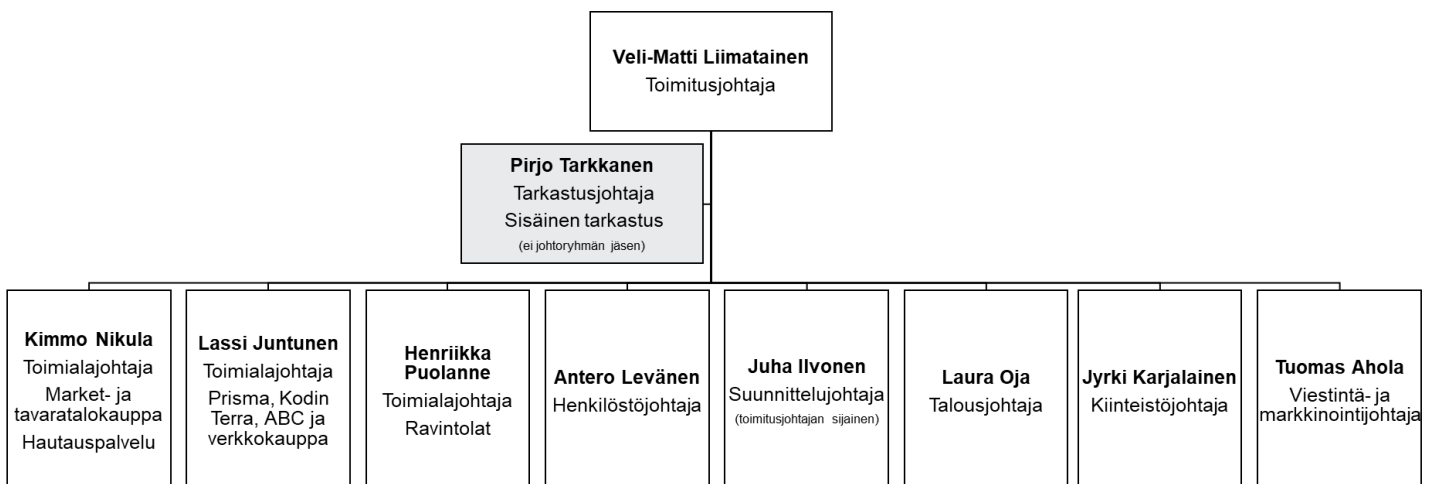 Veli-Matti Liimatainen
Toimitusjohtaja
Pirjo Tarkkanen
Tarkastusjohtaja
Sisäinen tarkastus
(ei johtoryhmän jäsen)
Kimmo Nikula
Toimialajohtaja
Market- ja
tavaratalokauppa
Hautauspalvelu
Lassi Juntunen
Toimialajohtaja
Prisma, Kodin
Terra, ABC ja
verkkokauppa
Henriikka
Puolanne
Toimialajohtaja
Ravintolat
Antero Levänen
Henkilöstöjohtaja
Juha Ilvonen
Suunnittelujohtaja
(toimitusjohtajan sijainen)
Laura Oja
Talousjohtaja
Jyrki Karjalainen
Kiinteistöjohtaja
Tuomas Ahola
Viestintä- ja
markkinointijohtaja